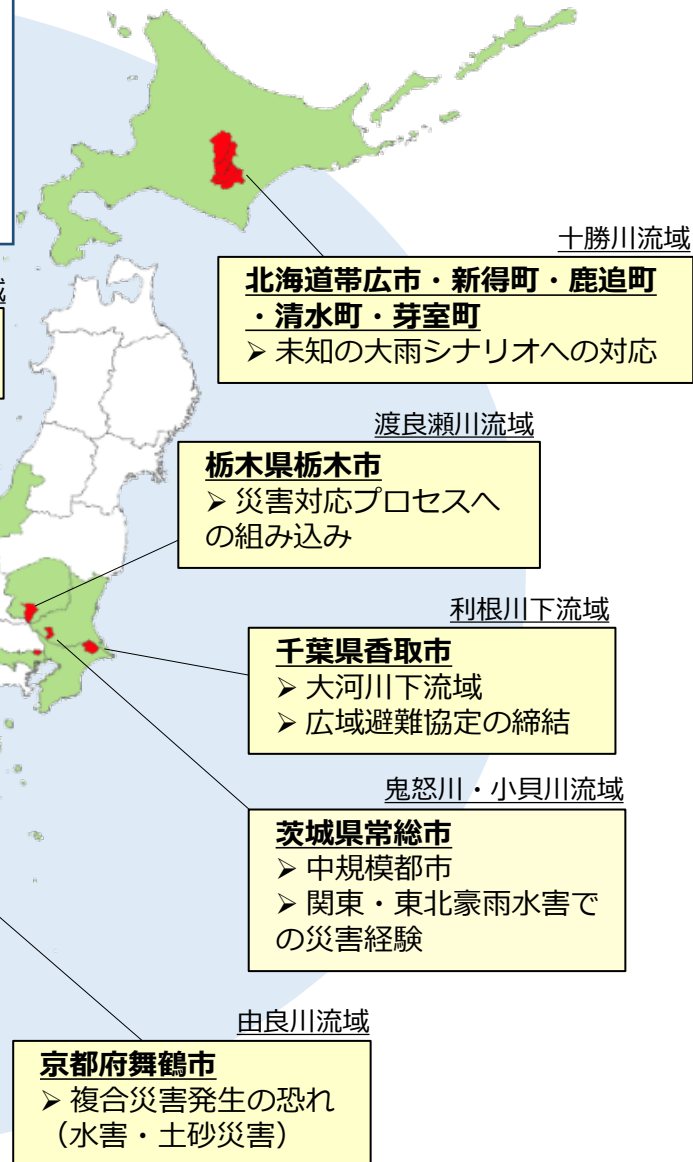 十勝川流域
北海道帯広市・新得町・鹿追町
・清水町・芽室町
➢ 未知の大雨シナリオへの対応
域
渡良瀬川流域
栃木県栃木市
➢ 災害対応プロセスへ
の組み込み
利根川下流域
千葉県香取市
➢ 大河川下流域
➢ 広域避難協定の締結
鬼怒川・小貝川流域
茨城県常総市
➢ 中規模都市
➢ 関東・東北豪雨水害で
の災害経験
由良川流域
京都府舞鶴市
➢ 複合災害発生の恐れ
（水害・土砂災害）